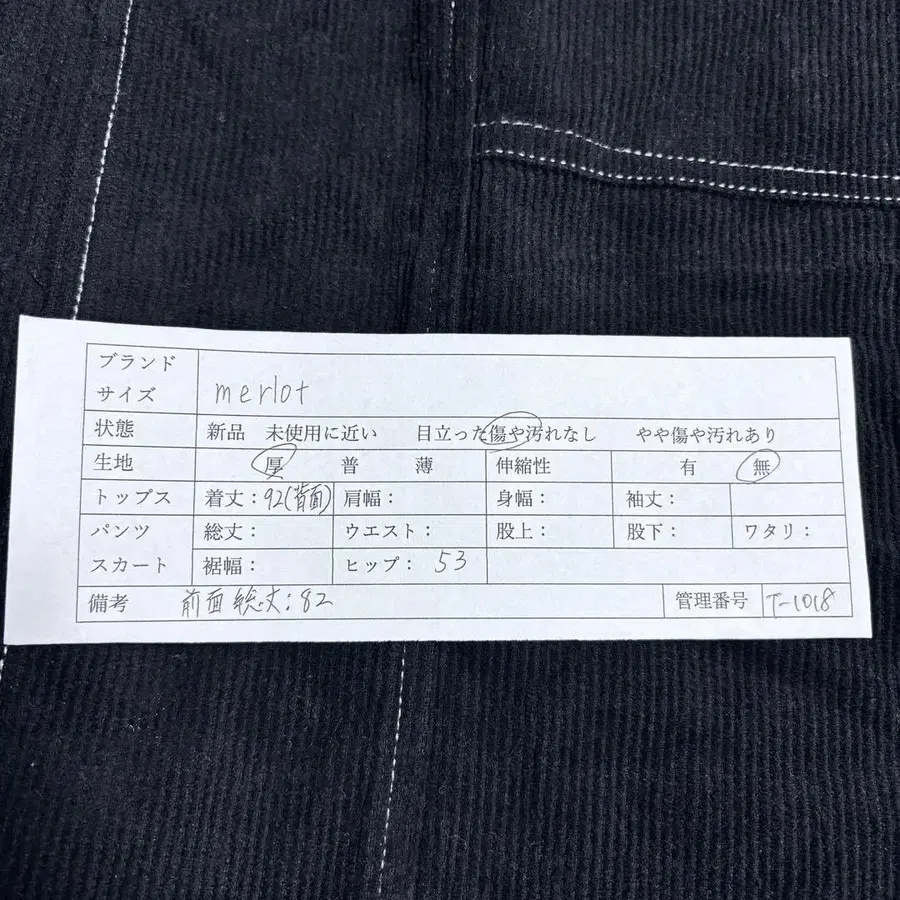 ブランド
サイズ merlot
状態 新品 未使用に近い 目立った傷や汚れなし やや傷や汚れあり
生地 厚 普 薄 伸縮性 有 無
トップス 着丈：92(背面) 肩幅： 身幅： 袖丈：
パンツ 総丈： ウエスト： 股上： 股下： ワタリ：
スカート 裾幅： ヒップ： 53
備考 前面総丈：82 管理番号 T-1018